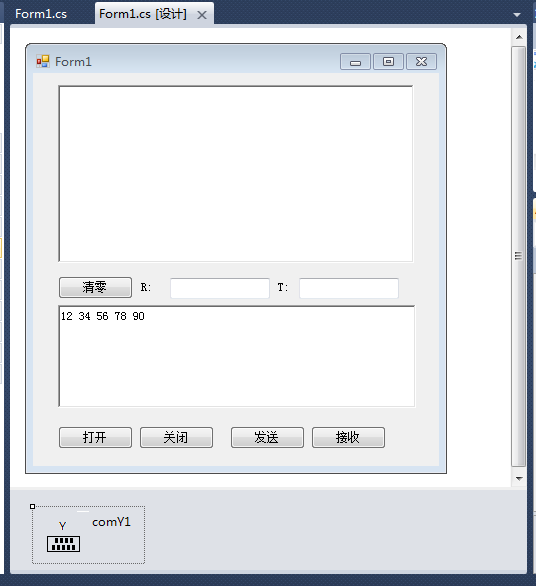 Form1.cs
Form1.cs [设计]
Form1
清零 R: T:
12 34 56 78 90
打开 关闭 发送 接收
Y
comY1